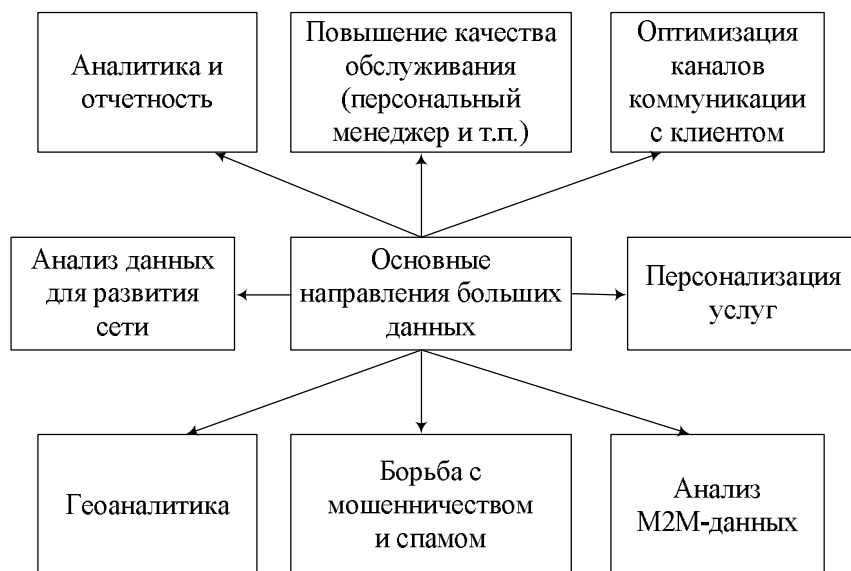 Аналитика и
отчетность
Повышение качества
обслуживания
(персональный
менеджер и т.п.)
Оптимизация
каналов
коммуникации
с клиентом
Анализ данных
для развития
сети
Основные
направления больших
данных
Персонализация
услуг
Геоаналитика
Борьба с
мошенничеством
и спамом
Анализ
М2М-данных